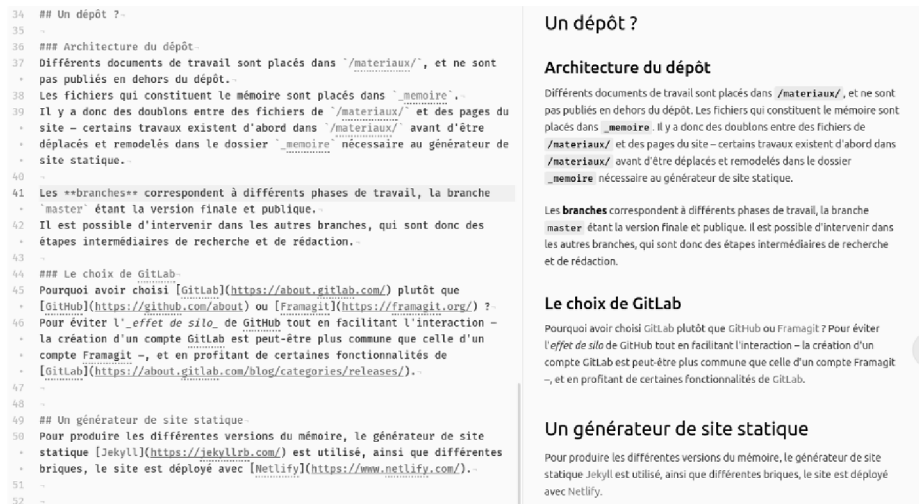 34 ## Un dépôt ?
35
36 ### Architecture du dépôt
37 Différents documents de travail sont placés dans `/materiaux/`, et ne sont
pas publiés en dehors du dépôt.
38 Les fichiers qui constituent le mémoire sont placés dans `_memoire`.
39 Il y a donc des doublons entre des fichiers de `/materiaux/` et des pages du
site – certains travaux existent d'abord dans `/materiaux/` avant d'être
déplacés et remodelés dans le dossier `_memoire` nécessaire au générateur de
site statique.
40
41 Les **branches** correspondent à différents phases de travail, la branche
`master` étant la version finale et publique.
42 Il est possible d'intervenir dans les autres branches, qui sont donc des
étapes intermédiaires de recherche et de rédaction.
43
44 ### Le choix de GitLab
45 Pourquoi avoir choisi [GitLab](https://about.gitlab.com/) plutôt que
[GitHub](https://github.com/about) ou [Framagit](https://framagit.org/) ?
46 Pour éviter l'_effet de silo_ de GitHub tout en facilitant l'interaction –
la création d'un compte GitLab est peut-être plus commune que celle d'un
compte Framagit –, et en profitant de certaines fonctionnalités de
[GitLab](https://about.gitlab.com/blog/categories/releases/).
47
48
49 ## Un générateur de site statique
50 Pour produire les différentes versions du mémoire, le générateur de site
statique [Jekyll](https://jekyllrb.com/) est utilisé, ainsi que différentes
briques, le site est déployé avec [Netlify](https://www.netlify.com/).
51
52
Un dépôt ?
Architecture du dépôt
Différents documents de travail sont placés dans /materiaux/, et ne sont
pas publiés en dehors du dépôt. Les fichiers qui constituent le mémoire sont
placés dans _memoire. Il y a donc des doublons entre des fichiers de
/materiaux/ et des pages du site – certains travaux existent d'abord dans
/materiaux/ avant d'être déplacés et remodelés dans le dossier
_memoire nécessaire au générateur de site statique.
Les branches correspondent à différents phases de travail, la branche
master étant la version finale et publique. Il est possible d'intervenir dans
les autres branches, qui sont donc des étapes intermédiaires de recherche
et de rédaction.
Le choix de GitLab
Pourquoi avoir choisi GitLab plutôt que GitHub ou Framagit ? Pour éviter
l'effet de silo de GitHub tout en facilitant l'interaction – la création d'un
compte GitLab est peut-être plus commune que celle d'un compte Framagit
–, et en profitant de certaines fonctionnalités de GitLab.
Un générateur de site statique
Pour produire les différentes versions du mémoire, le générateur de site
statique Jekyll est utilisé, ainsi que différentes briques, le site est déployé
avec Netlify.